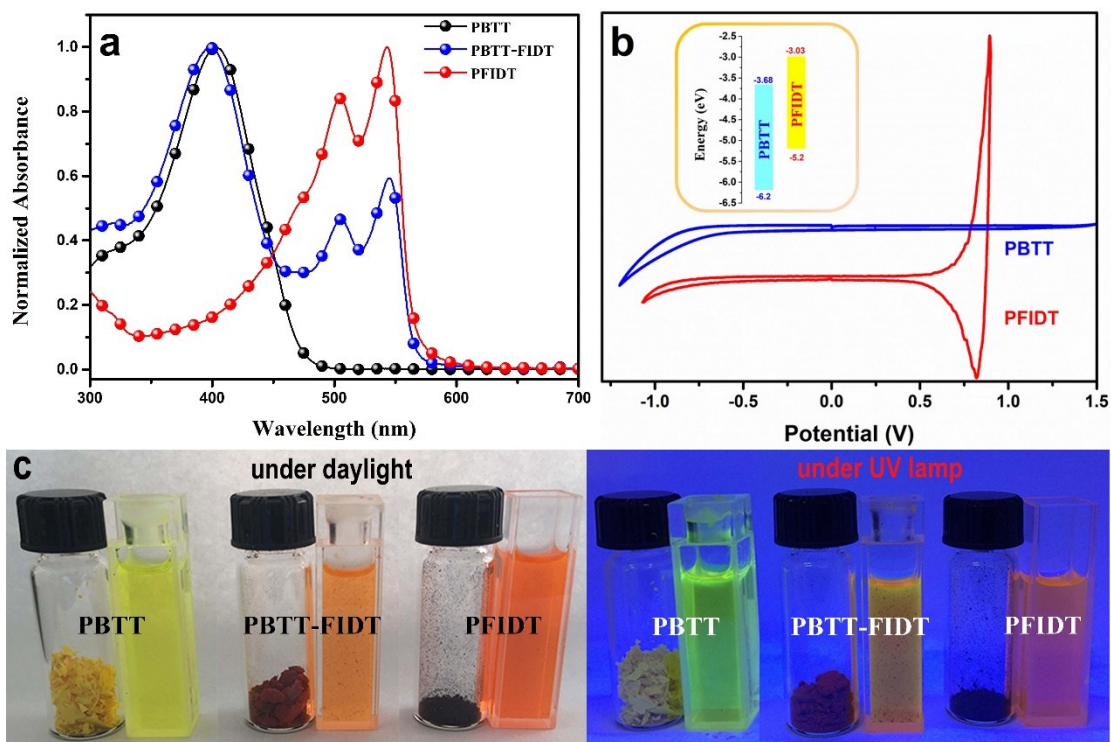 a
PBTT
PBTT-FIDT
PFIDT
1.0
0.8
0.6
0.4
0.2
0.0
Normalized Absorbance
300
400
500
600
700
Wavelength (nm)
b
-2.5
-3.0
-3.5
-4.0
-4.5
-5.0
-5.5
-6.0
-6.5
Energy (eV)
-3.68
PBTT
-6.2
-3.03
PFIDT
-5.2
PBTT
PFIDT
-1.0
-0.5
0.0
0.5
1.0
1.5
Potential (V)
c
under daylight
PBTT
PBTT-FIDT
PFIDT
under UV lamp
PBTT
PBTT-FIDT
PFIDT